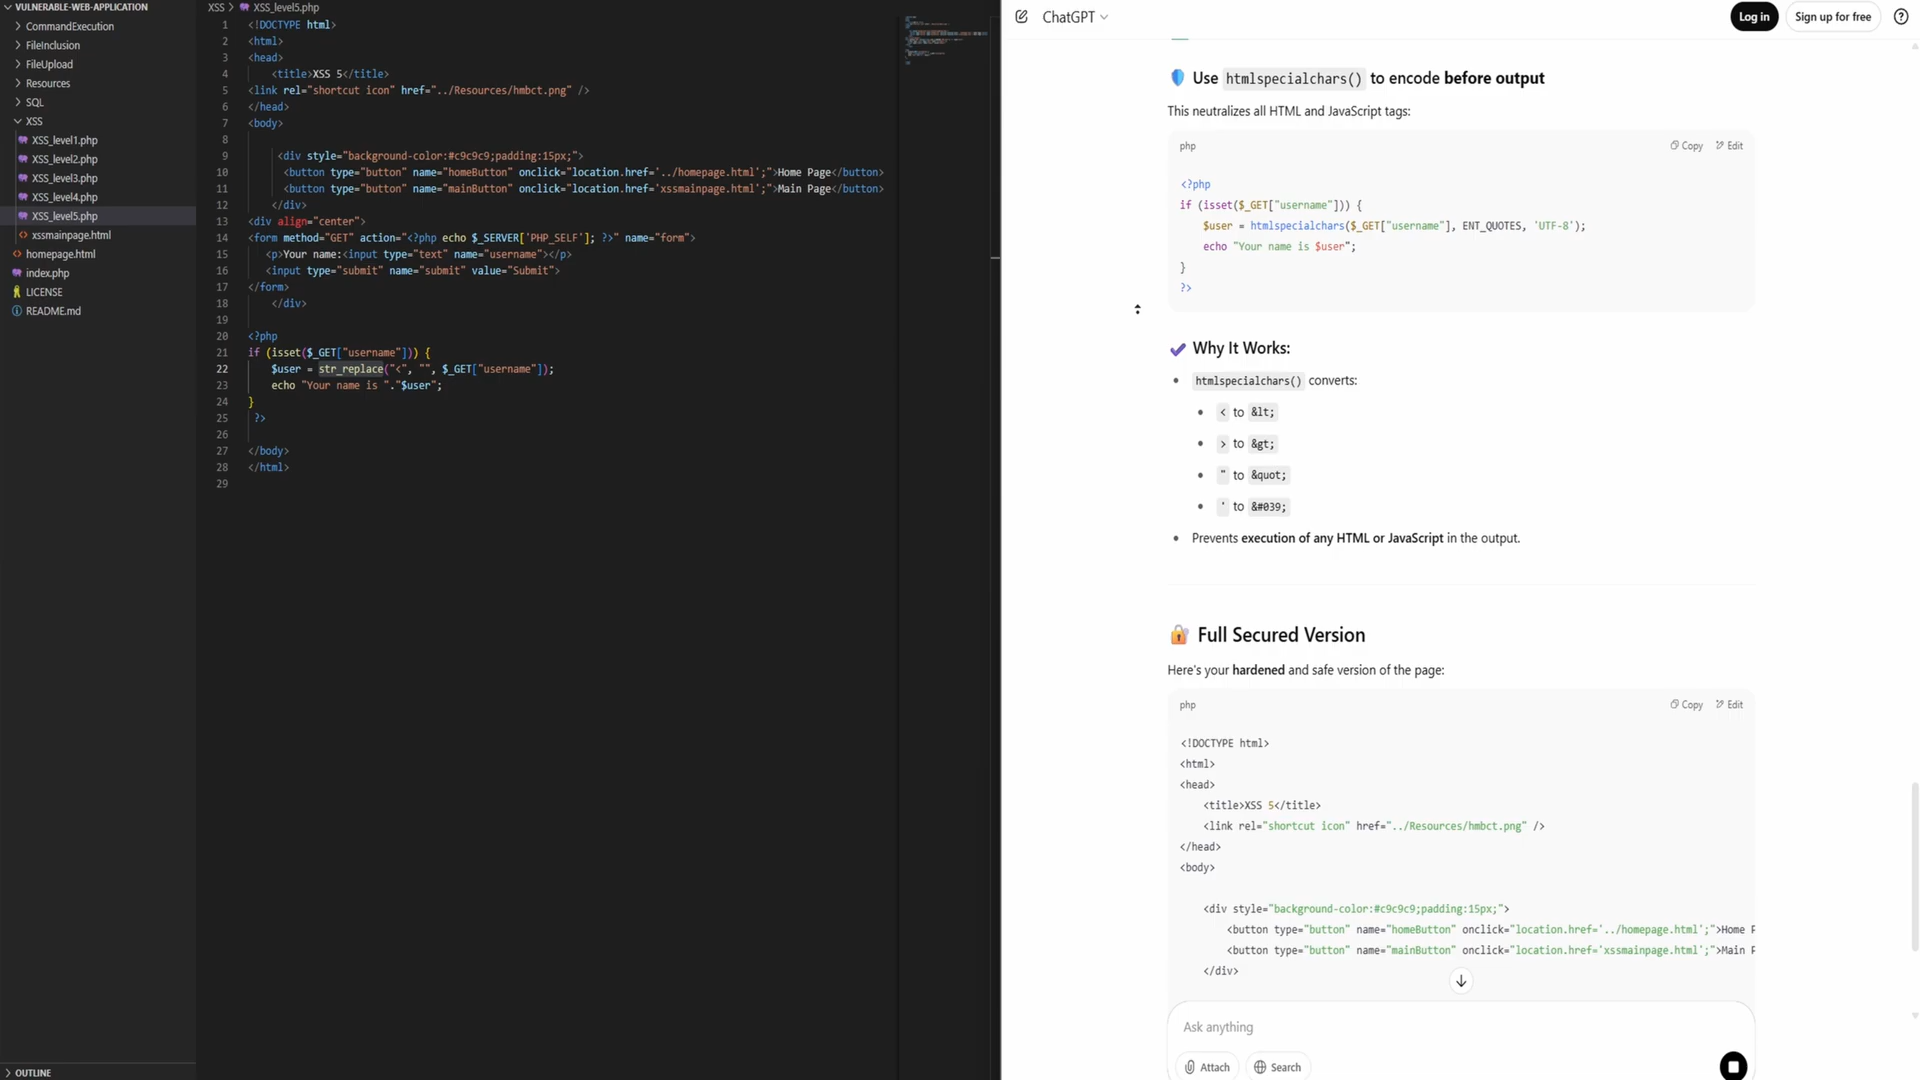 VULNERABLE-WEB-APPLICATION
CommandExecution
FileInclusion
FileUpload
Resources
SQL
XSS
XSS_level1.php
XSS_level2.php
XSS_level3.php
XSS_level4.php
XSS_level5.php
xssmainpage.html
homepage.html
index.php
LICENSE
README.md
OUTLINE
XSS > XSS_level5.php
1 <!DOCTYPE html>
2 <html>
3 <head>
4 <title>XSS 5</title>
5 <link rel="shortcut icon" href="../Resources/hmbct.png" />
6 </head>
7 <body>
8
9 <div style="background-color:#c9c9c9;padding:15px;">
10 <button type="button" name="homeButton" onclick="location.href='../homepage.html';">Home Page</button>
11 <button type="button" name="mainButton" onclick="location.href='xssmainpage.html';">Main Page</button>
12 </div>
13 <div align="center">
14 <form method="GET" action="<?php echo $_SERVER['PHP_SELF']; ?>" name="form">
15 <p>Your name:<input type="text" name="username"></p>
16 <input type="submit" name="submit" value="Submit">
17 </form>
18 </div>
19
20 <?php
21 if (isset($_GET["username"])) {
22 $user = str_replace("<", "", $_GET["username"]);
23 echo "Your name is "."$user";
24 }
25 ?>
26
27 </body>
28 </html>
29
ChatGPT
Log in
Sign up for free
Use htmlspecialchars() to encode before output
This neutralizes all HTML and JavaScript tags:
php
Copy
Edit
<?php
if (isset($_GET["username"])) {
$user = htmlspecialchars($_GET["username"], ENT_QUOTES, 'UTF-8');
echo "Your name is $user";
}
?>
Why It Works:
htmlspecialchars() converts:
< to &lt;
> to &gt;
" to &quot;
' to &#039;
Prevents execution of any HTML or JavaScript in the output.
Full Secured Version
Here's your hardened and safe version of the page:
php
Copy
Edit
<!DOCTYPE html>
<html>
<head>
<title>XSS 5</title>
<link rel="shortcut icon" href="../Resources/hmbct.png" />
</head>
<body>
<div style="background-color:#c9c9c9;padding:15px;">
<button type="button" name="homeButton" onclick="location.href='../homepage.html';">Home P
<button type="button" name="mainButton" onclick="location.href='xssmainpage.html';">Main P
</div>
Ask anything
Attach
Search